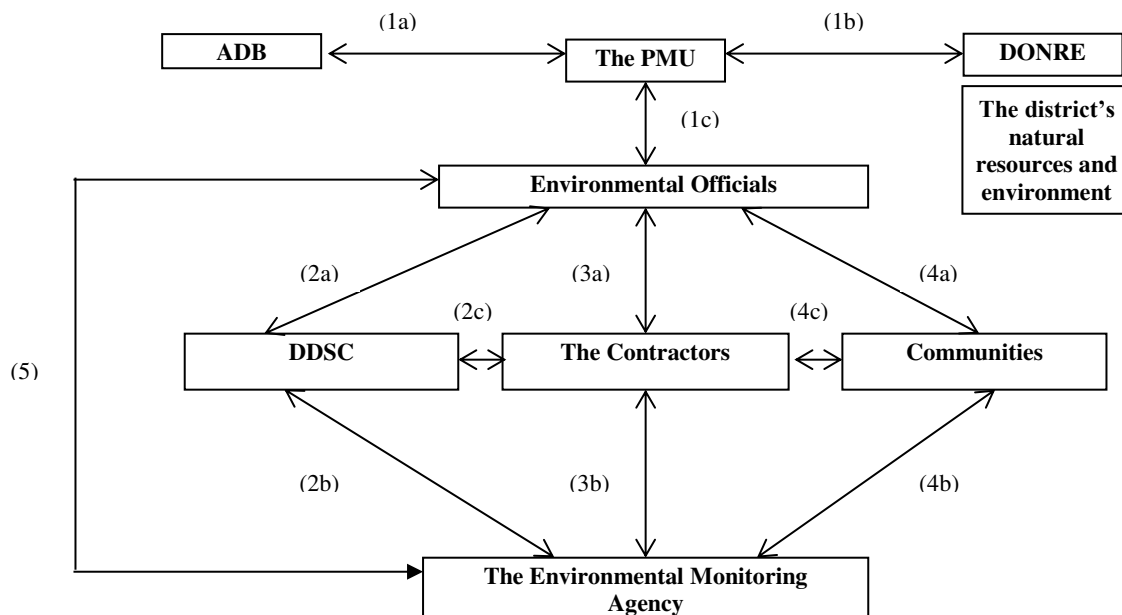 (1a)
(1b)
ADB
The PMU
DONRE
(1c)
The district's
natural
resources and
environment
Environmental Officials
(2a)
(3a)
(4a)
(2c)
(4c)
DDSC
The Contractors
Communities
(5)
(2b)
(3b)
(4b)
The Environmental Monitoring
Agency